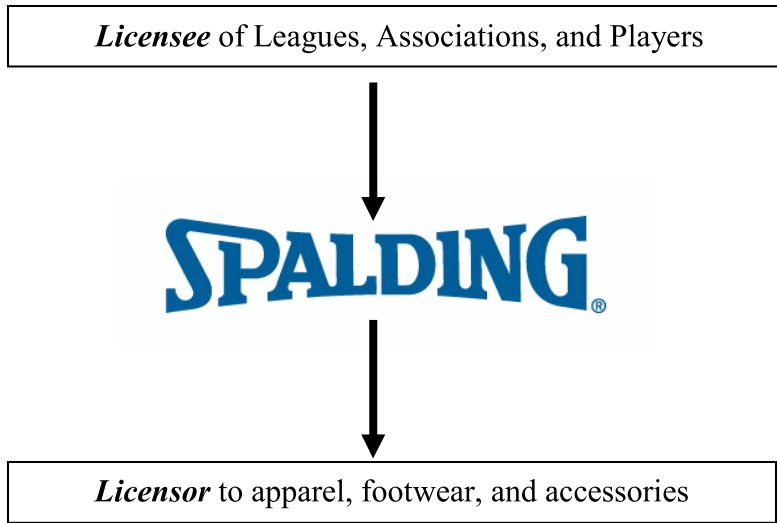 Licensee of Leagues, Associations, and Players
SPALDING®
Licensor to apparel, footwear, and accessories